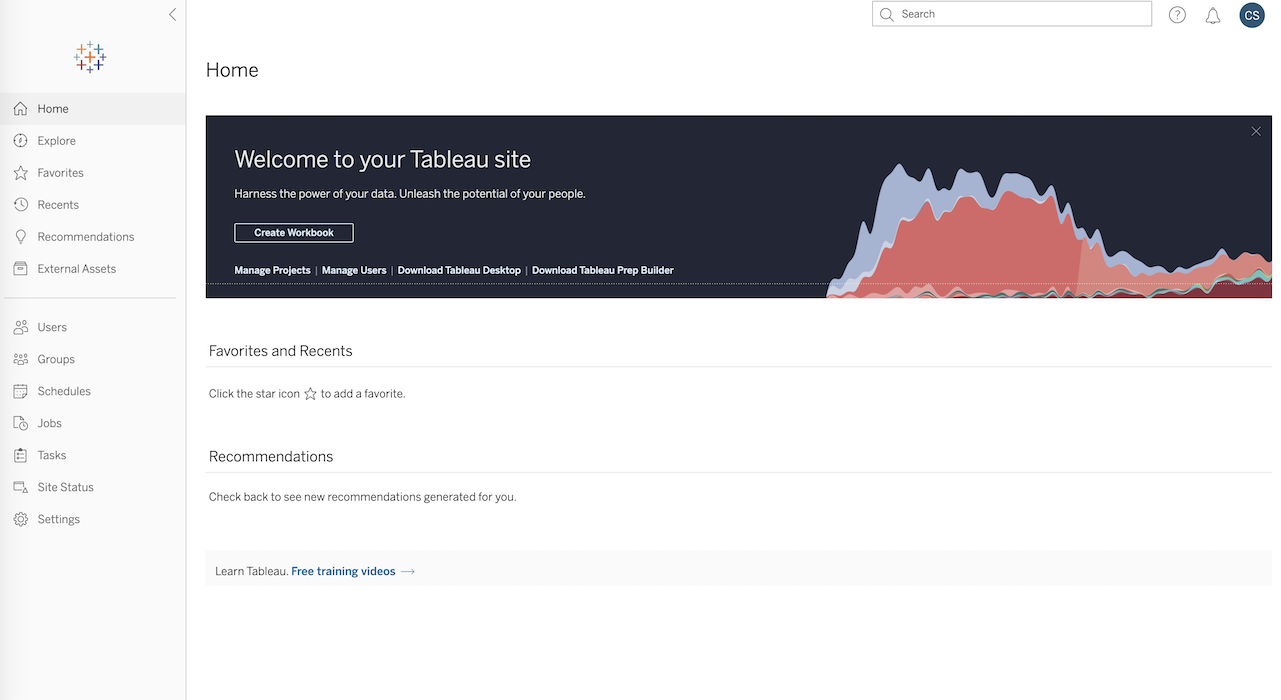 Search
?
CS
Home
Home
Explore
Favorites
Recents
Recommendations
External Assets
Users
Groups
Schedules
Jobs
Tasks
Site Status
Settings
Welcome to your Tableau site
Harness the power of your data. Unleash the potential of your people.
Create Workbook
Manage Projects | Manage Users | Download Tableau Desktop | Download Tableau Prep Builder
Favorites and Recents
Click the star icon ☆ to add a favorite.
Recommendations
Check back to see new recommendations generated for you.
Learn Tableau. Free training videos →